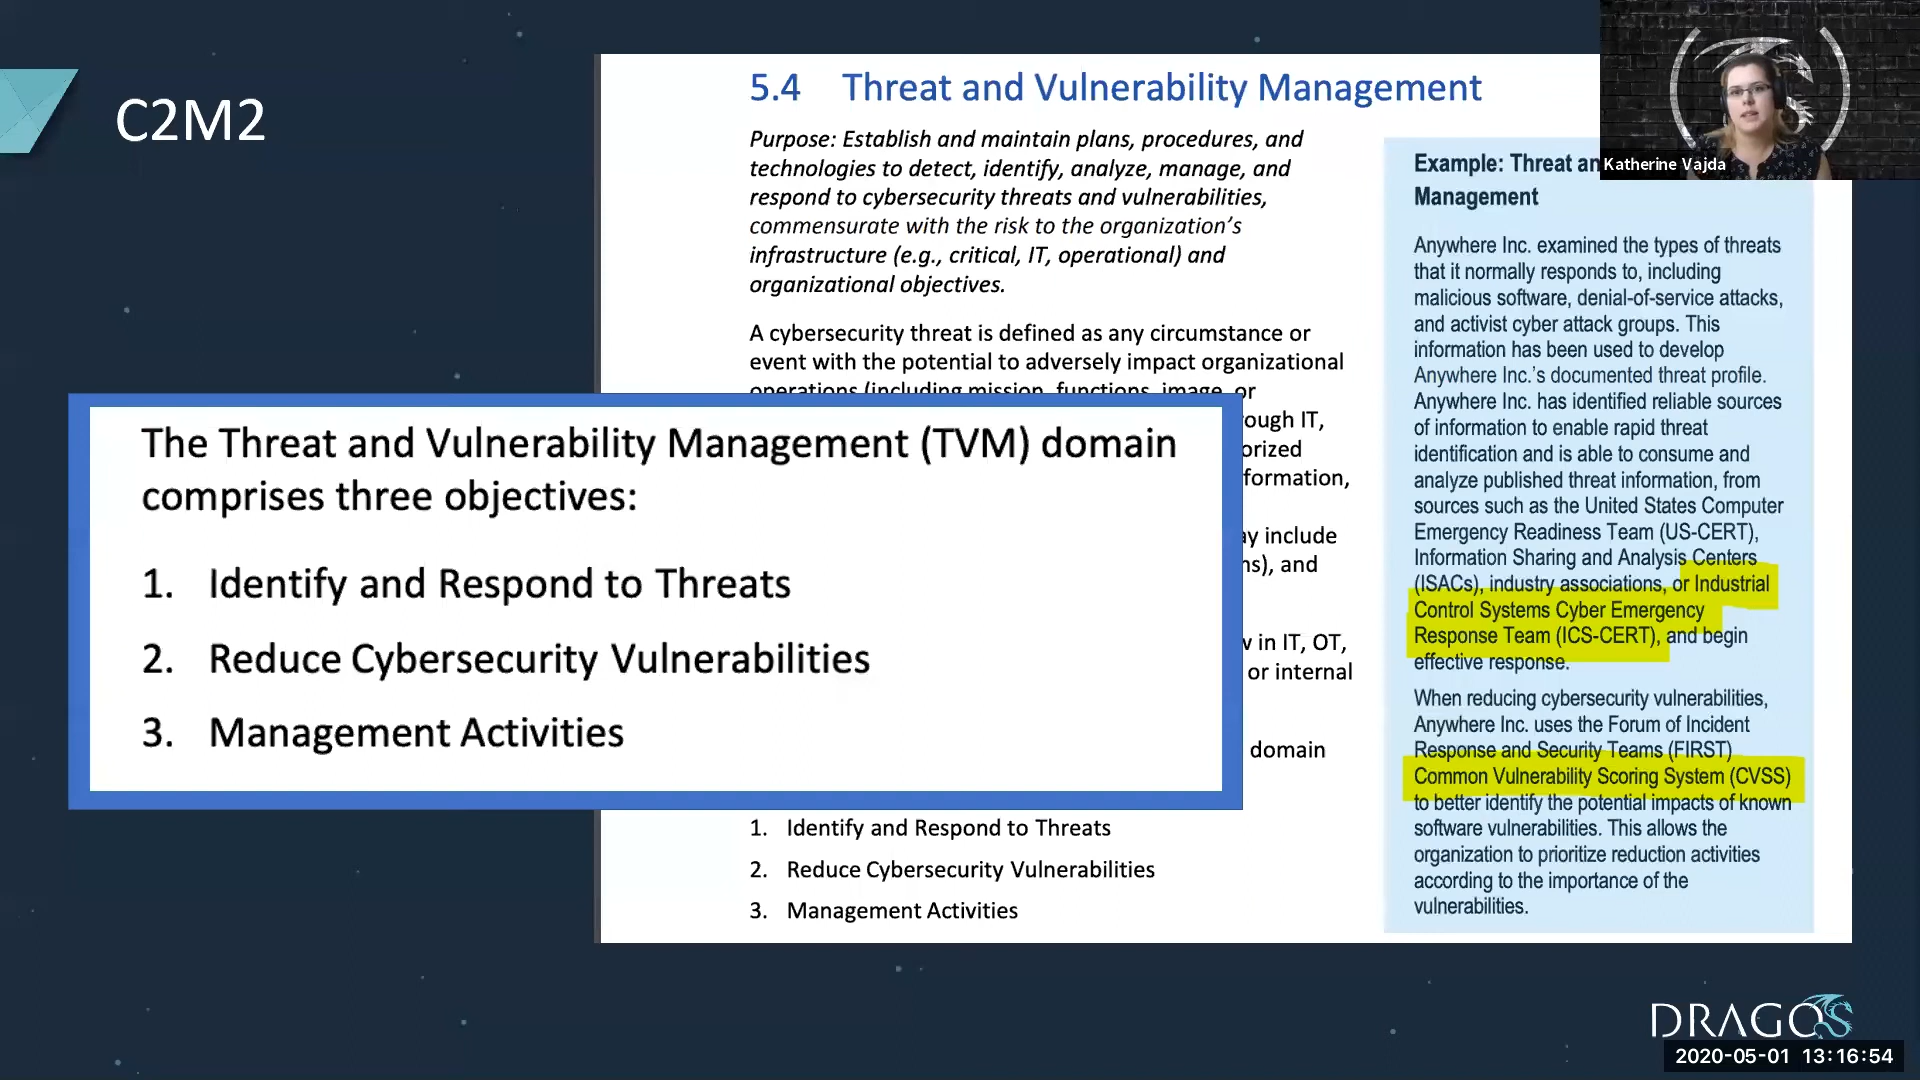 C2M2
5.4 Threat and Vulnerability Management
Purpose: Establish and maintain plans, procedures, and
technologies to detect, identify, analyze, manage, and
respond to cybersecurity threats and vulnerabilities,
commensurate with the risk to the organization's
infrastructure (e.g., critical, IT, operational) and
organizational objectives.
A cybersecurity threat is defined as any circumstance or
event with the potential to adversely impact organizational
operations (including mission, functions, image, or
rough IT,
orized
formation,
ay include
ns), and
in IT, OT,
or internal
domain
1. Identify and Respond to Threats
2. Reduce Cybersecurity Vulnerabilities
3. Management Activities
The Threat and Vulnerability Management (TVM) domain
comprises three objectives:
1. Identify and Respond to Threats
2. Reduce Cybersecurity Vulnerabilities
3. Management Activities
Example: Threat an
Management
Anywhere Inc. examined the types of threats
that it normally responds to, including
malicious software, denial-of-service attacks,
and activist cyber attack groups. This
information has been used to develop
Anywhere Inc.'s documented threat profile.
Anywhere Inc. has identified reliable sources
of information to enable rapid threat
identification and is able to consume and
analyze published threat information, from
sources such as the United States Computer
Emergency Readiness Team (US-CERT),
Information Sharing and Analysis Centers
(ISACs), industry associations, or Industrial
Control Systems Cyber Emergency
Response Team (ICS-CERT), and begin
effective response.
When reducing cybersecurity vulnerabilities,
Anywhere Inc. uses the Forum of Incident
Response and Security Teams (FIRST)
Common Vulnerability Scoring System (CVSS)
to better identify the potential impacts of known
software vulnerabilities. This allows the
organization to prioritize reduction activities
according to the importance of the
vulnerabilities.
Katherine Vajda
DRAGOS
2020-05-01 13:16:54